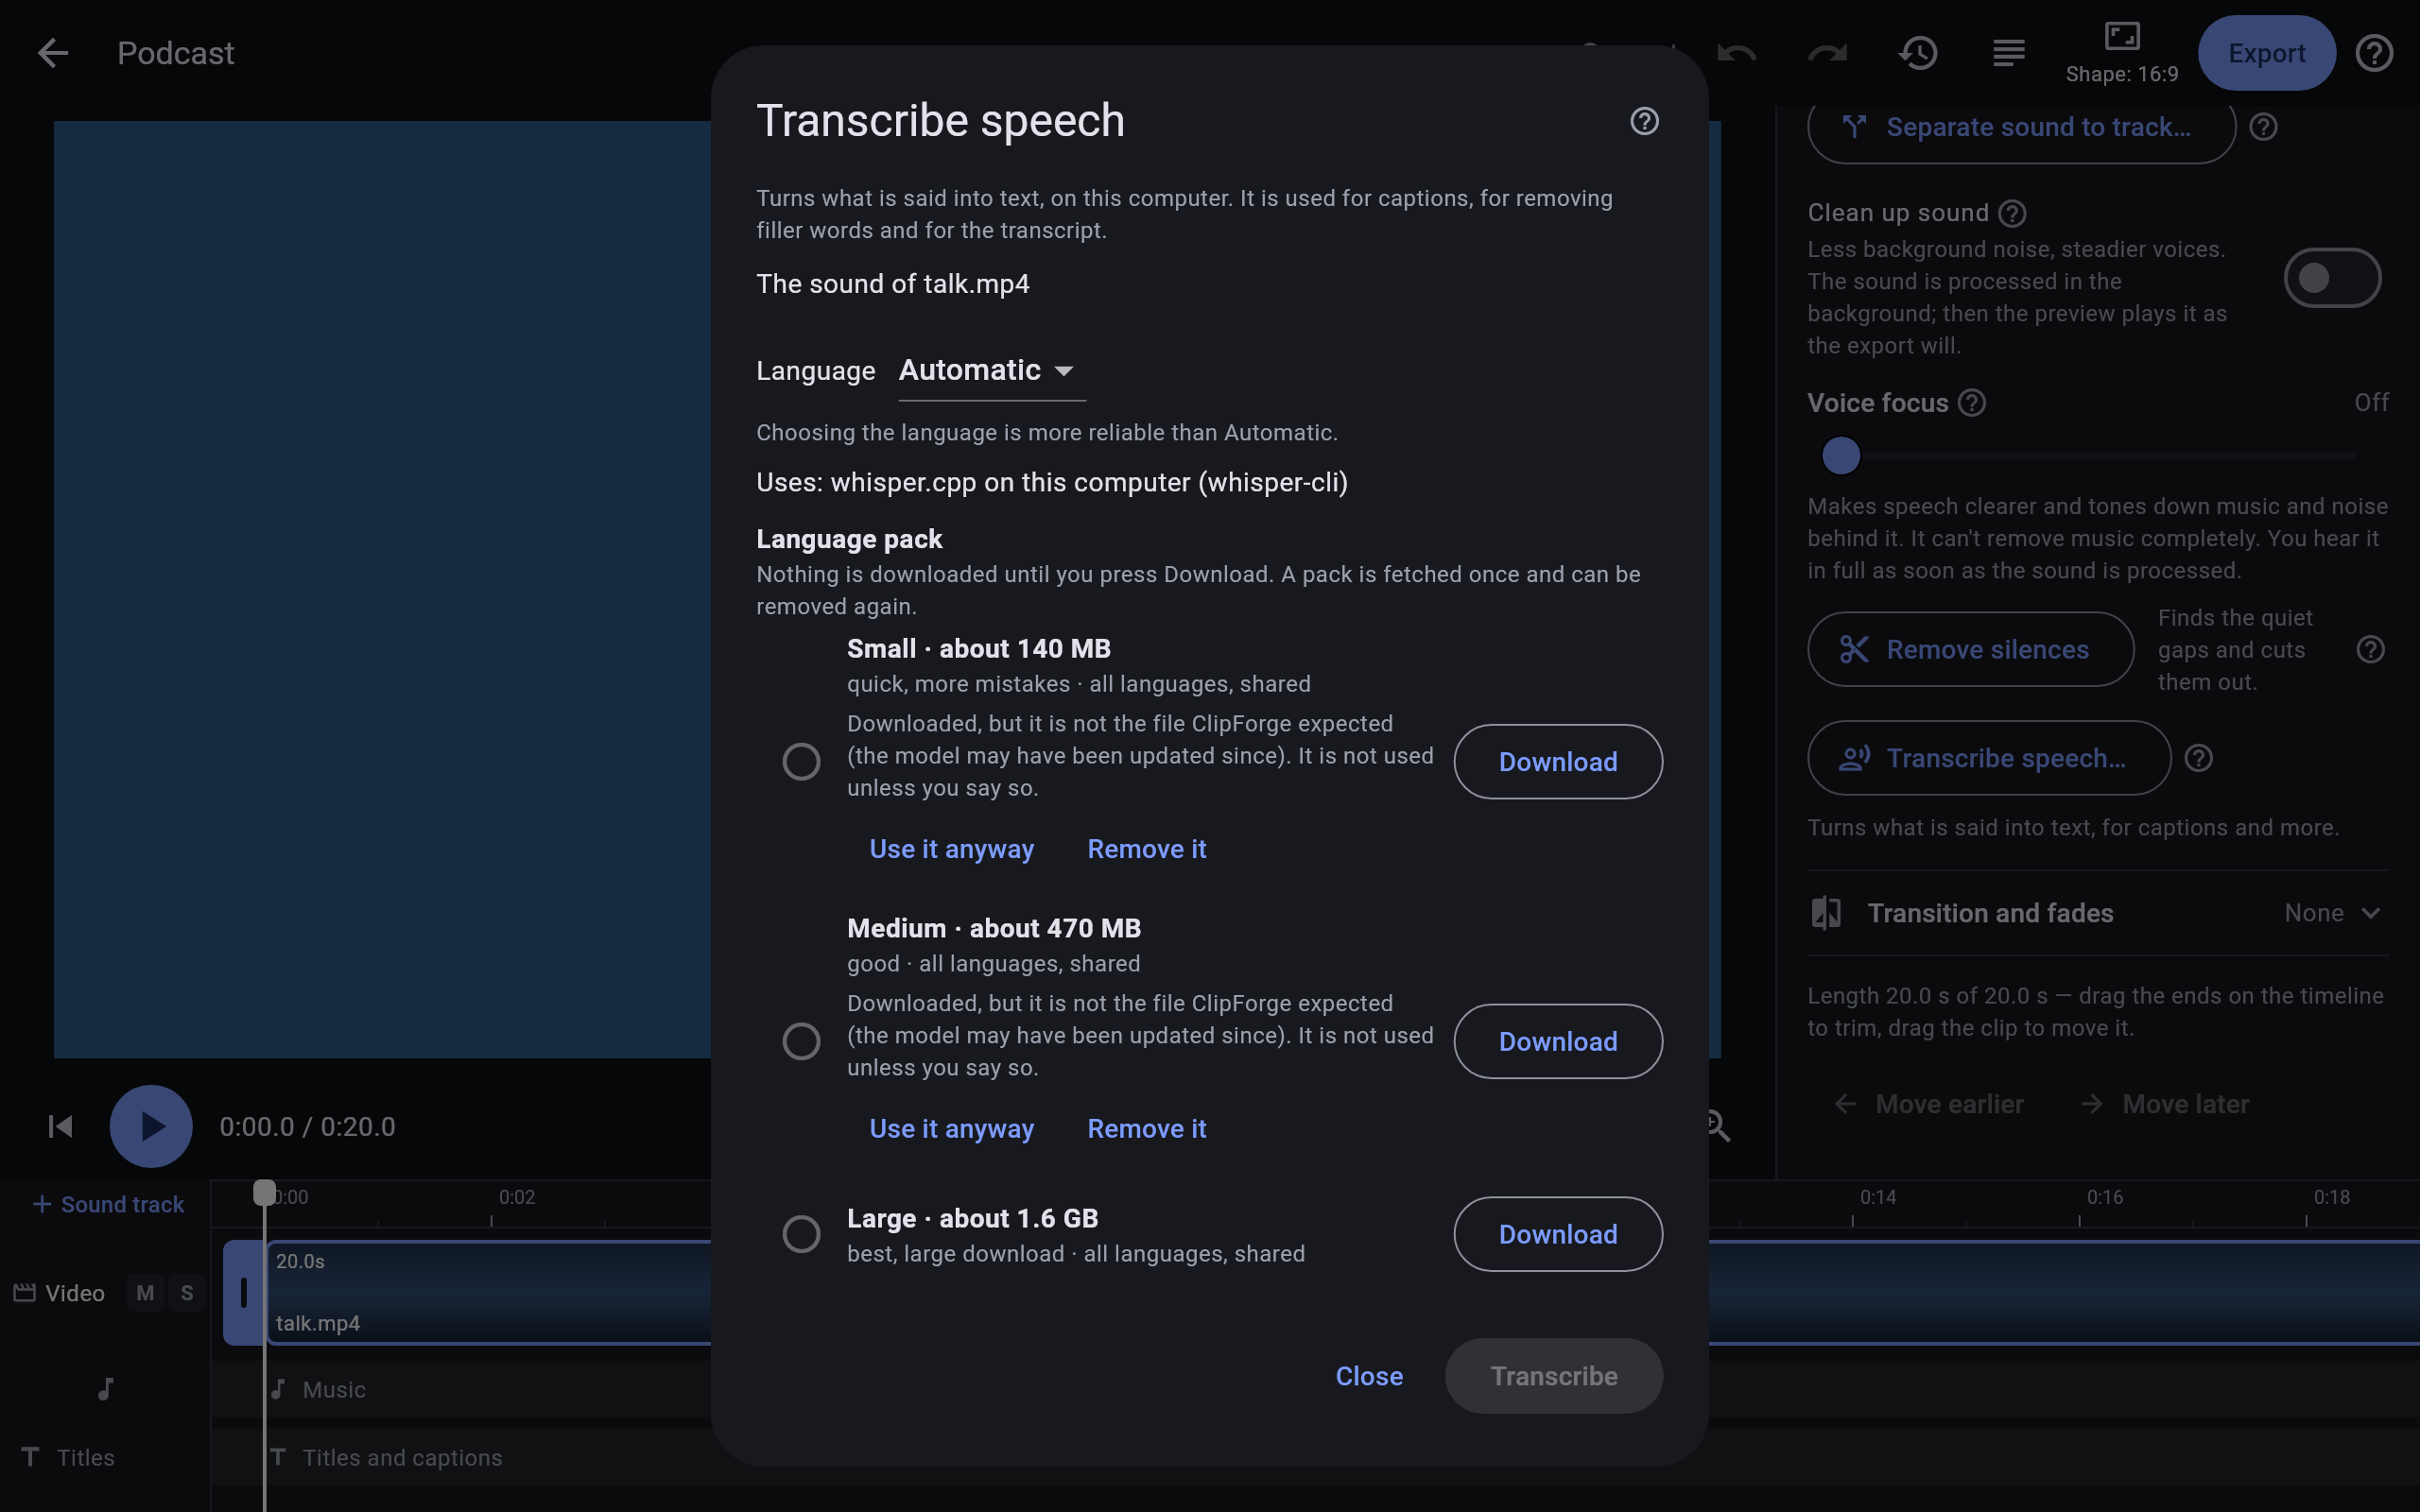 Podcast
Shape: 16:9
Export
Transcribe speech
Turns what is said into text, on this computer. It is used for captions, for removing
filler words and for the transcript.
The sound of talk.mp4
Language Automatic
Choosing the language is more reliable than Automatic.
Uses: whisper.cpp on this computer (whisper-cli)
Language pack
Nothing is downloaded until you press Download. A pack is fetched once and can be
removed again.
Small · about 140 MB
quick, more mistakes · all languages, shared
Downloaded, but it is not the file ClipForge expected
(the model may have been updated since). It is not used
unless you say so.
Download
Use it anyway Remove it
Medium · about 470 MB
good · all languages, shared
Downloaded, but it is not the file ClipForge expected
(the model may have been updated since). It is not used
unless you say so.
Download
Use it anyway Remove it
Large · about 1.6 GB
best, large download · all languages, shared
Download
Close Transcribe
Separate sound to track...
Clean up sound
Less background noise, steadier voices.
The sound is processed in the
background; then the preview plays it as
the export will.
Voice focus Off
Makes speech clearer and tones down music and noise
behind it. It can't remove music completely. You hear it
in full as soon as the sound is processed.
Remove silences
Finds the quiet
gaps and cuts
them out.
Transcribe speech...
Turns what is said into text, for captions and more.
Transition and fades None
Length 20.0 s of 20.0 s — drag the ends on the timeline
to trim, drag the clip to move it.
Move earlier Move later
0:00.0 / 0:20.0
+ Sound track
0:00 0:02 0:14 0:16 0:18
Video M S
20.0s
talk.mp4
Music
Titles
Titles and captions